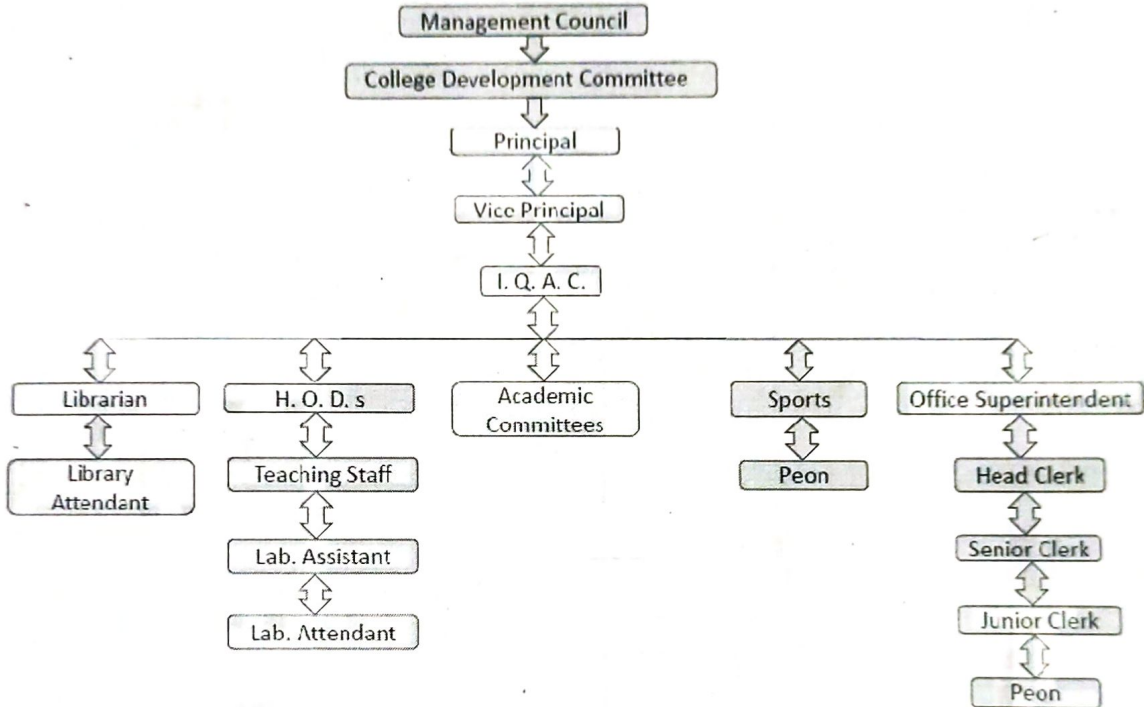 Management Council
College Development Committee
Principal
Vice Principal
I. Q. A. C.
Librarian
H. O. D. s
Academic
Committees
Sports
Office Superintendent
Library
Attendant
Teaching Staff
Peon
Head Clerk
Lab. Assistant
Senior Clerk
Lab. Attendant
Junior Clerk
Peon